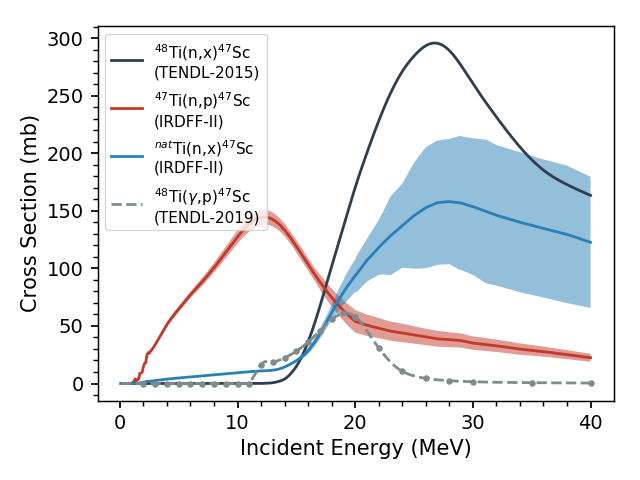 Cross Section (mb)
300
250
200
150
100
50
0
⁴⁸Ti(n,x)⁴⁷Sc
(TENDL-2015)
⁴⁷Ti(n,p)⁴⁷Sc
(IRDFF-II)
ⁿᵃᵗTi(n,x)⁴⁷Sc
(IRDFF-II)
⁴⁸Ti(γ,p)⁴⁷Sc
(TENDL-2019)
0 10 20 30 40
Incident Energy (MeV)